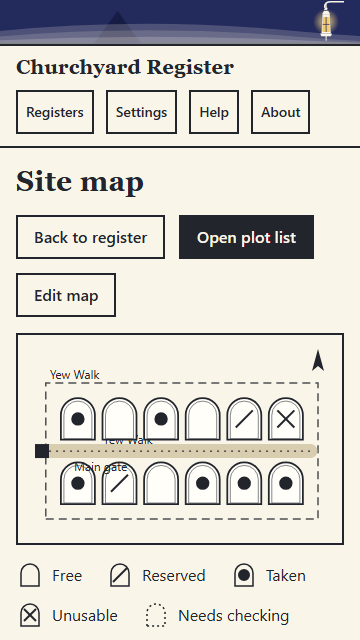 Churchyard Register
Registers Settings Help About
Site map
Back to register Open plot list
Edit map
Yew Walk
Yew Walk
Main gate
Free Reserved Taken
Unusable Needs checking